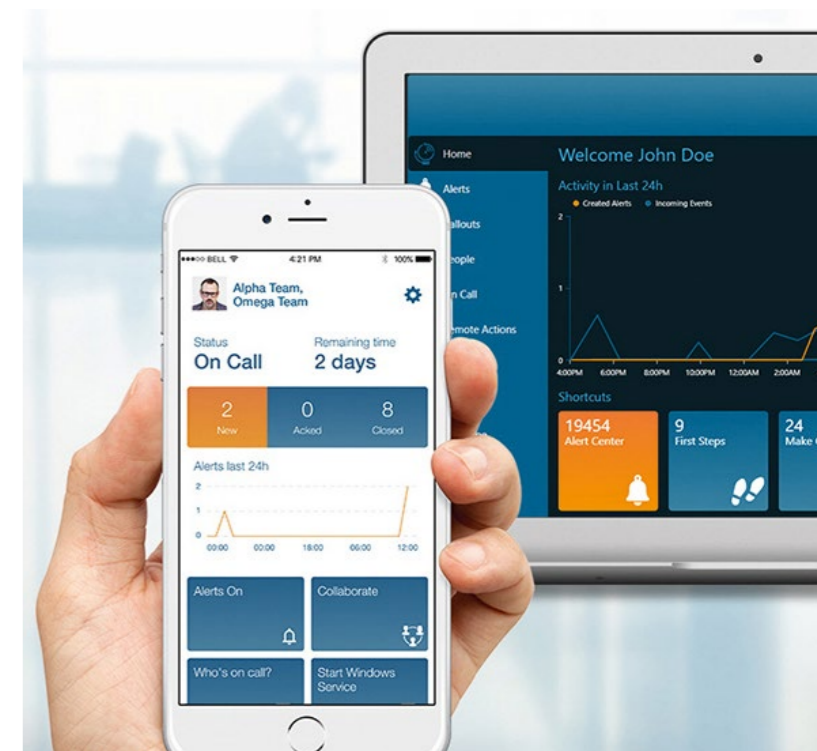 BELL
4:21 PM
100%
Alpha Team,
Omega Team
Status
On Call
Remaining time
2 days
2
New
0
Acked
8
Closed
Alerts last 24h
2
1
0
00:00 00:00 18:00 06:00 12:00
Alerts On
Collaborate
Who's on call?
Start Windows
Service
Home
Alerts
allouts
eople
n Call
emote Actions
Welcome John Doe
Activity in Last 24h
Created Alerts
Incoming Events
2
1
0
4:00PM 6:00PM 8:00PM 10:00PM 12:00AM 2:00AM
Shortcuts
19454
Alert Center
9
First Steps
24
Make